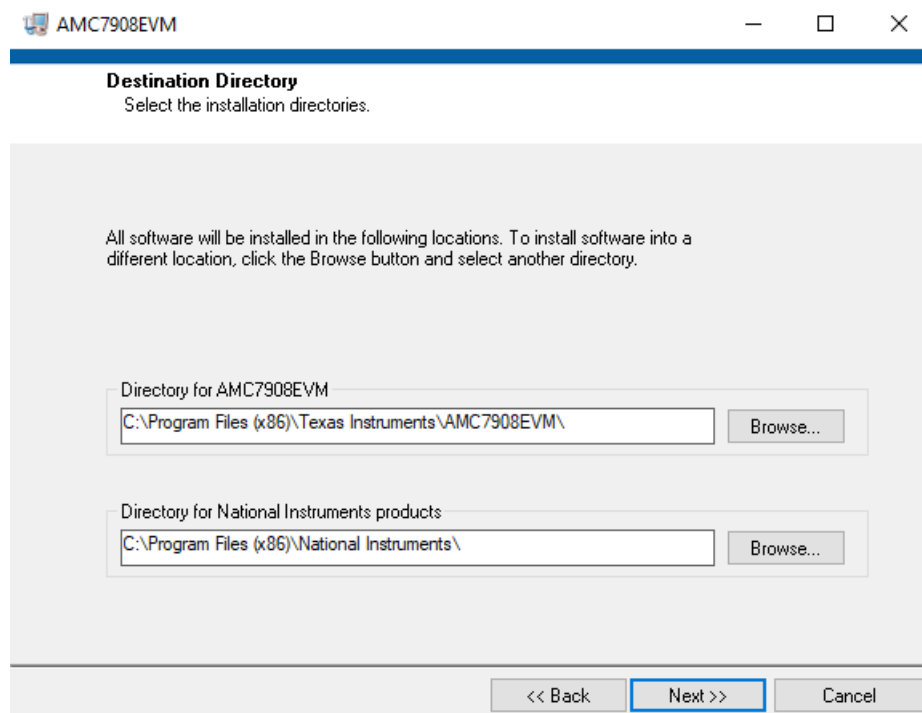 AMC7908EVM
Destination Directory
Select the installation directories.
All software will be installed in the following locations. To install software into a
different location, click the Browse button and select another directory.
Directory for AMC7908EVM
C:\Program Files (x86)\Texas Instruments\AMC7908EVM\
Browse...
Directory for National Instruments products
C:\Program Files (x86)\National Instruments\
Browse...
<< Back
Next >>
Cancel